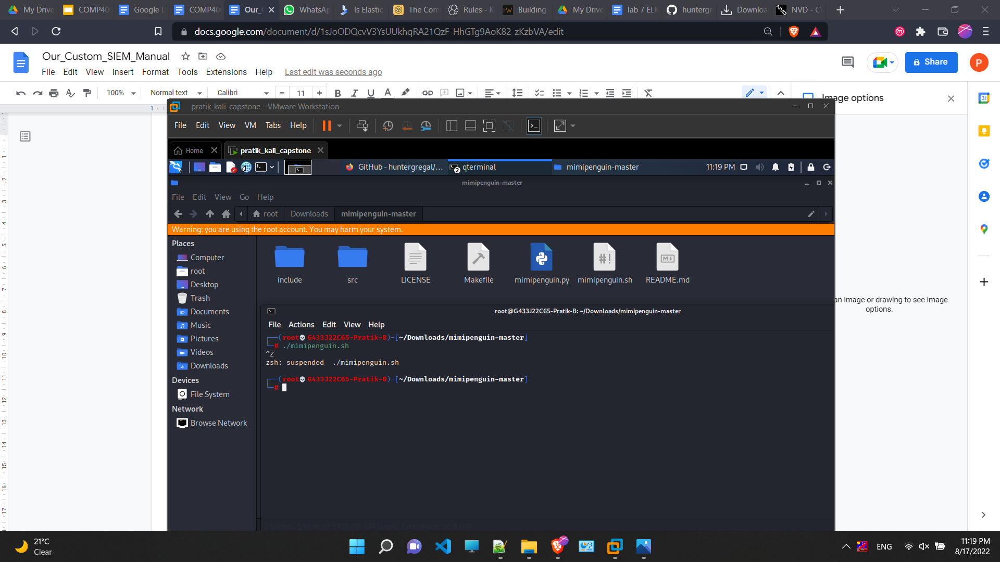 My Drive
COMP40
Google D
COMP40
Our_
WhatsAp
Is Elastic
The Com
Rules - K
Building
My Drive
lab 7 ELK
huntergr
Downloa
NVD - CV
docs.google.com/document/d/1sJoODQcvV3YsUUkhqRA21QzF-HhGTg9AoK82-zKzbVA/edit
Our_Custom_SIEM_Manual
File Edit View Insert Format Tools Extensions Help Last edit was seconds ago
Share
P
100% Normal text Calibri 11
Image options
pratik_kali_capstone - VMware Workstation
File Edit View VM Tabs Help
Home
pratik_kali_capstone
GitHub - huntergregal/...
2 qterminal
mimipenguin-master
11:19 PM
mimipenguin-master
File Edit View Go Help
root Downloads mimipenguin-master
Warning: you are using the root account. You may harm your system.
Places
Computer
root
Desktop
Trash
Documents
Music
Pictures
Videos
Downloads
Devices
File System
Network
Browse Network
include
src
LICENSE
Makefile
mimipenguin.py
mimipenguin.sh
README.md
an image or drawing to see image
options.
root@G433J22C65-Pratik-B: ~/Downloads/mimipenguin-master
File Actions Edit View Help
(root💀G433J22C65-Pratik-B)-[~/Downloads/mimipenguin-master]
# ./mimipenguin.sh
^Z
zsh: suspended  ./mimipenguin.sh
(root💀G433J22C65-Pratik-B)-[~/Downloads/mimipenguin-master]
#
21°C
Clear
ENG
11:19 PM
8/17/2022